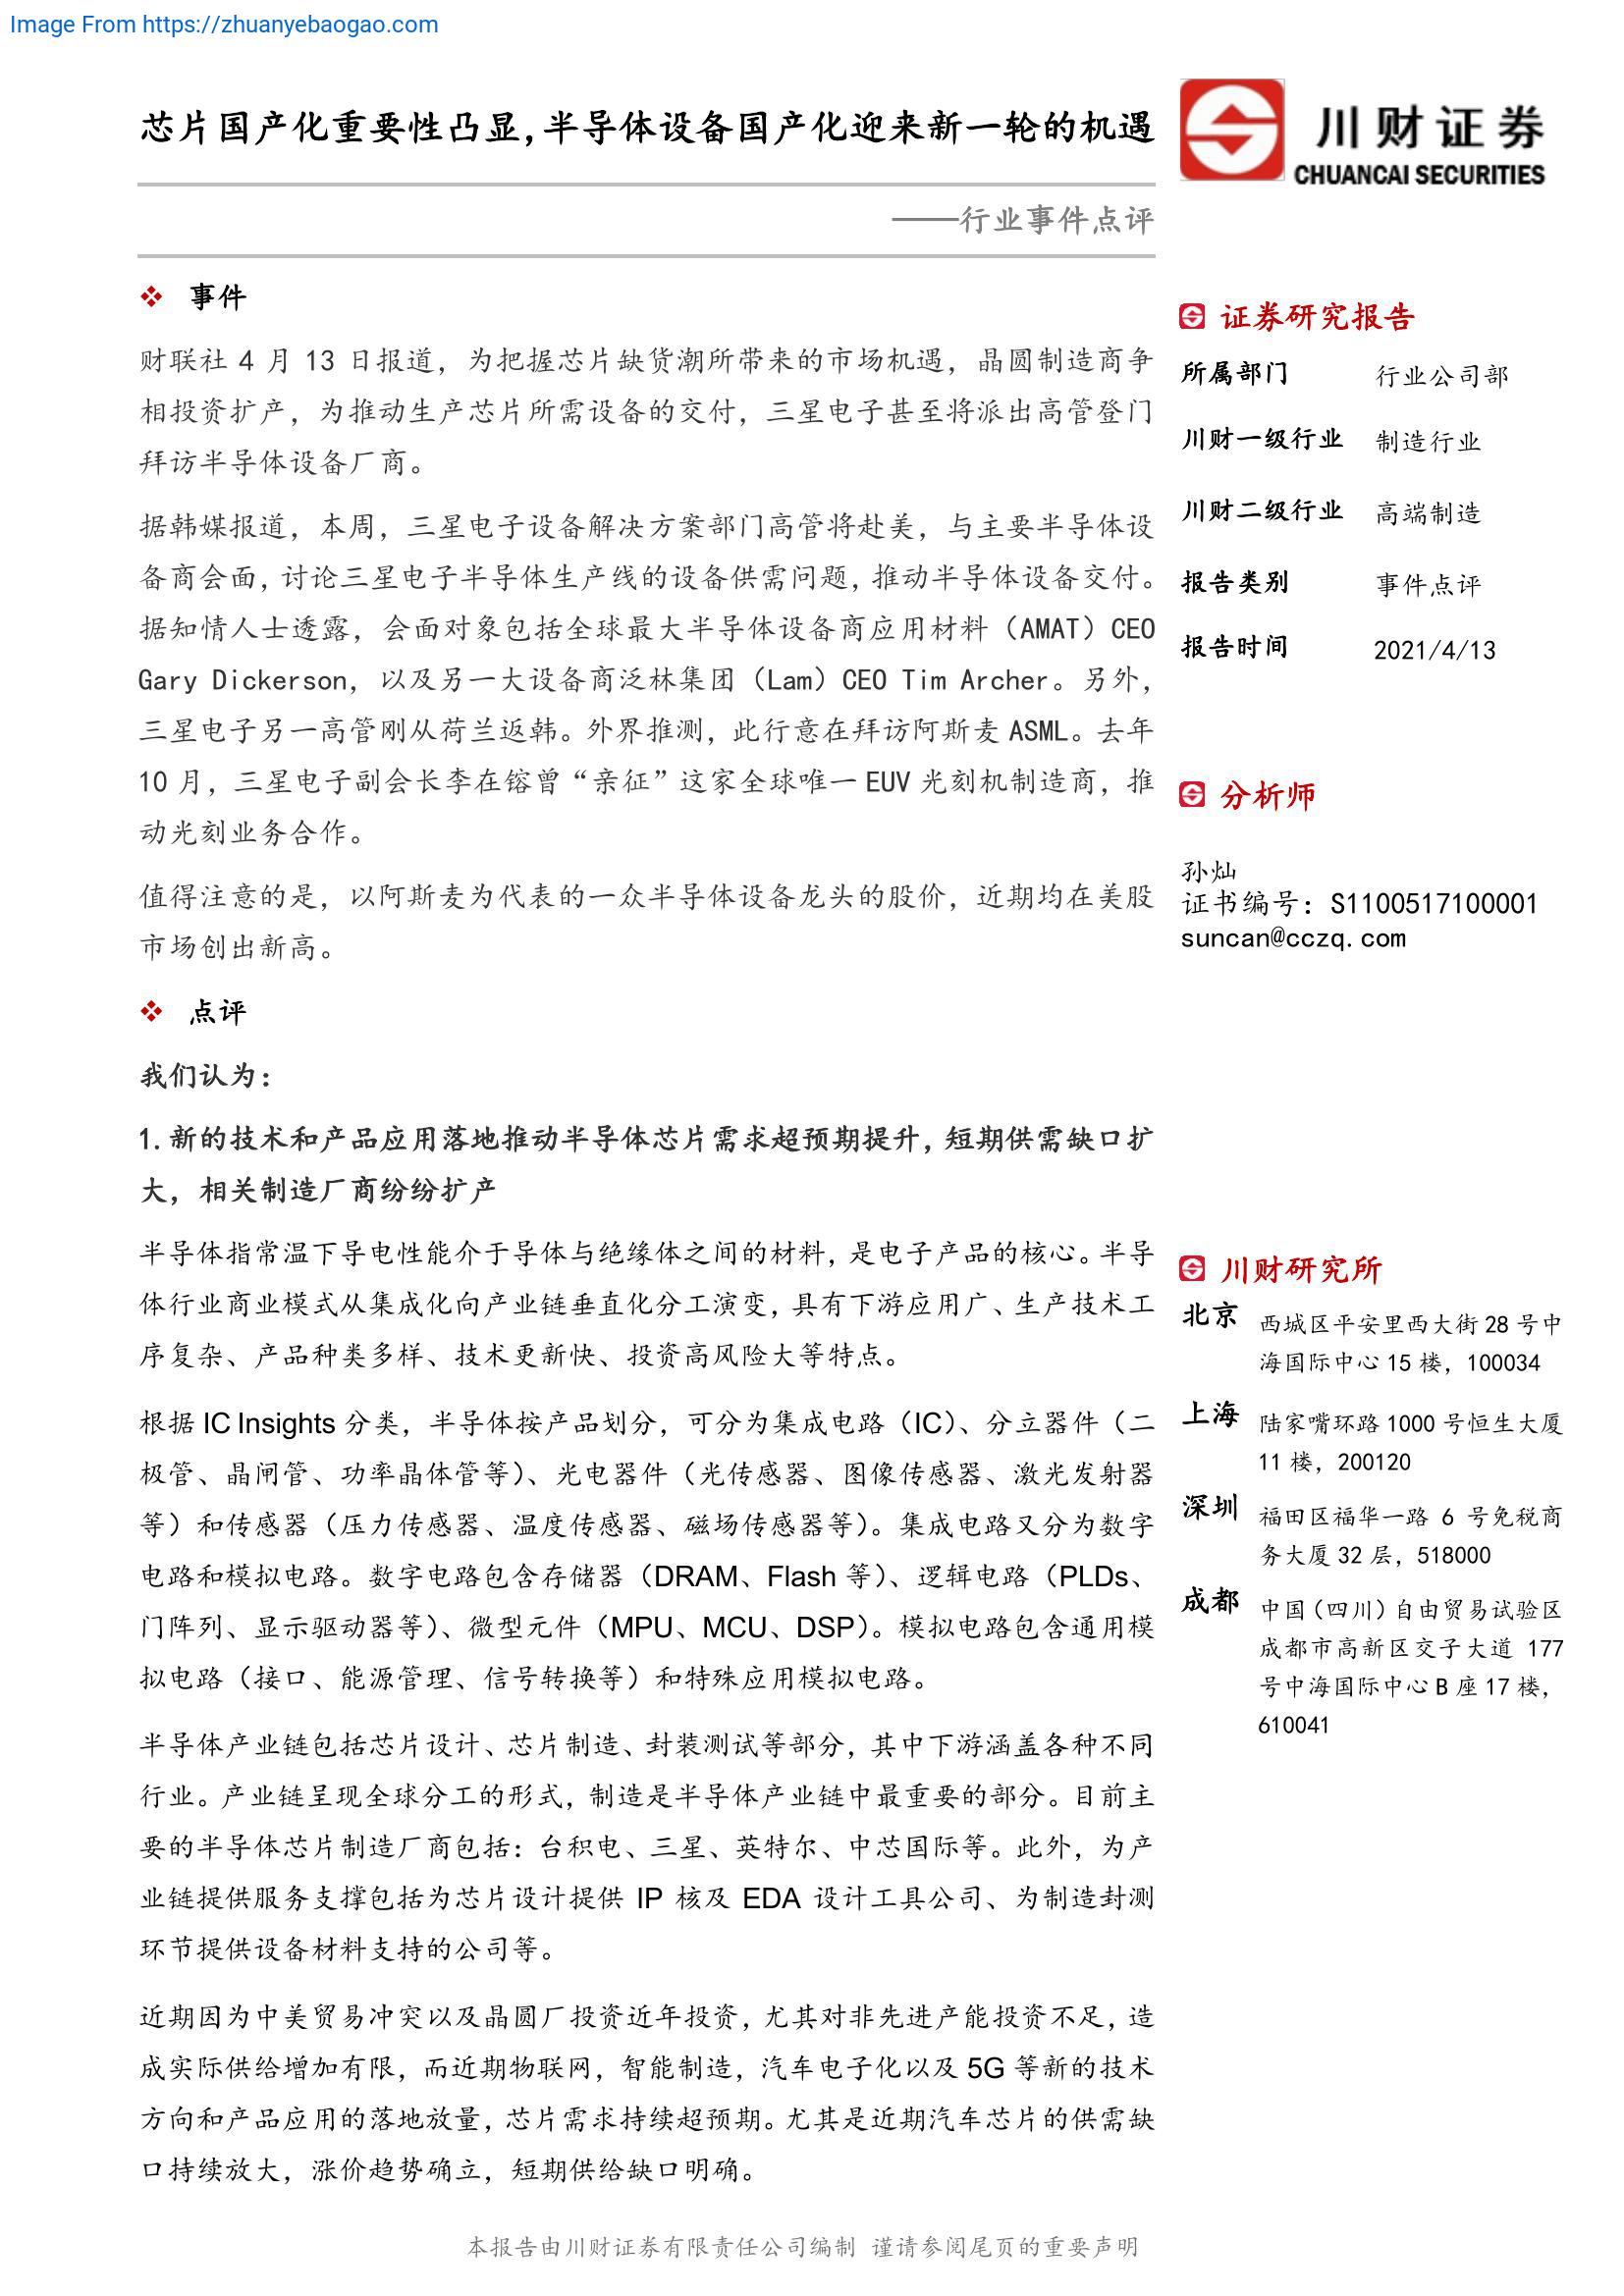 Image From https://zhuanyebaogao.com
芯片国产化重要性凸显,半导体设备国产化迎来新一轮的机遇
川财证券
CHUANCAI SECURITIES
——行业事件点评
事件
财联社 4 月 13 日报道，为把握芯片缺货潮所带来的市场机遇，晶圆制造商争
相投资扩产，为推动生产芯片所需设备的交付，三星电子甚至将派出高管登门
拜访半导体设备厂商。
据韩媒报道，本周，三星电子设备解决方案部门高管将赴美，与主要半导体设
备商会面，讨论三星电子半导体生产线的设备供需问题，推动半导体设备交付。
据知情人士透露，会面对象包括全球最大半导体设备商应用材料（AMAT）CEO
Gary Dickerson，以及另一大设备商泛林集团（Lam）CEO Tim Archer。另外，
三星电子另一高管刚从荷兰返韩。外界推测，此行意在拜访阿斯麦 ASML。去年
10 月，三星电子副会长李在镕曾“亲征”这家全球唯一 EUV 光刻机制造商，推
动光刻业务合作。
值得注意的是，以阿斯麦为代表的一众半导体设备龙头的股价，近期均在美股
市场创出新高。
点评
我们认为：
1.新的技术和产品应用落地推动半导体芯片需求超预期提升，短期供需缺口扩
大，相关制造厂商纷纷扩产
半导体指常温下导电性能介于导体与绝缘体之间的材料，是电子产品的核心。半导
体行业商业模式从集成化向产业链垂直化分工演变，具有下游应用广、生产技术工
序复杂、产品种类多样、技术更新快、投资高风险大等特点。
根据 IC Insights 分类，半导体按产品划分，可分为集成电路（IC）、分立器件（二
极管、晶闸管、功率晶体管等）、光电器件（光传感器、图像传感器、激光发射器
等）和传感器（压力传感器、温度传感器、磁场传感器等）。集成电路又分为数字
电路和模拟电路。数字电路包含存储器（DRAM、Flash 等）、逻辑电路（PLDs、
门阵列、显示驱动器等）、微型元件（MPU、MCU、DSP）。模拟电路包含通用模
拟电路（接口、能源管理、信号转换等）和特殊应用模拟电路。
半导体产业链包括芯片设计、芯片制造、封装测试等部分，其中下游涵盖各种不同
行业。产业链呈现全球分工的形式，制造是半导体产业链中最重要的部分。目前主
要的半导体芯片制造厂商包括：台积电、三星、英特尔、中芯国际等。此外，为产
业链提供服务支撑包括为芯片设计提供 IP 核及 EDA 设计工具公司、为制造封测
环节提供设备材料支持的公司等。
近期因为中美贸易冲突以及晶圆厂投资近年投资，尤其对非先进产能投资不足，造
成实际供给增加有限，而近期物联网，智能制造，汽车电子化以及 5G 等新的技术
方向和产品应用的落地放量，芯片需求持续超预期。尤其是近期汽车芯片的供需缺
口持续放大，涨价趋势确立，短期供给缺口明确。
证券研究报告
所属部门 行业公司部
川财一级行业 制造行业
川财二级行业 高端制造
报告类别 事件点评
报告时间 2021/4/13
分析师
孙灿
证书编号：S1100517100001
suncan@cczq.com
川财研究所
北京 西城区平安里西大街 28 号中
海国际中心 15 楼，100034
上海 陆家嘴环路 1000 号恒生大厦
11 楼，200120
深圳 福田区福华一路 6 号免税商
务大厦 32 层，518000
成都 中国（四川）自由贸易试验区
成都市高新区交子大道 177
号中海国际中心 B 座 17 楼，
610041
本报告由川财证券有限责任公司编制 谨请参阅尾页的重要声明